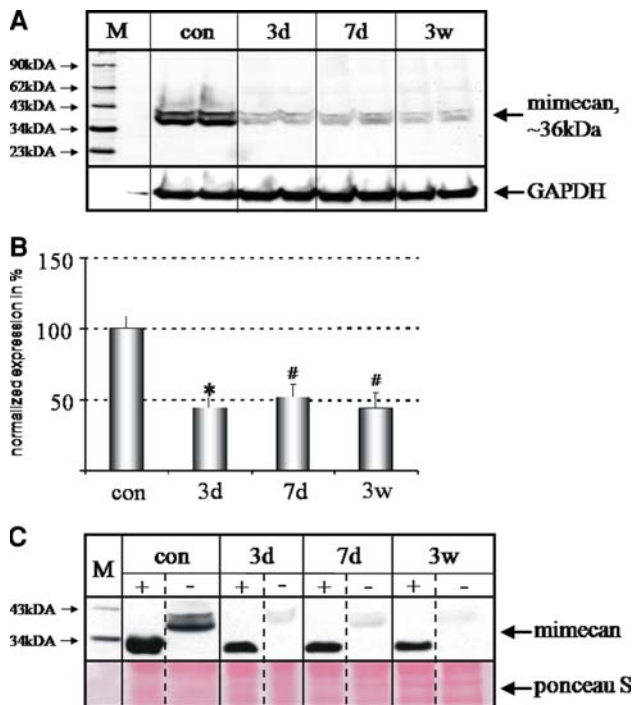 A
M con 3d 7d 3w
90kDA →
62kDA →
43kDA →
34kDA →
23kDA →
mimecan,
~36kDa
GAPDH
B
normalized expression in %
150
100
50
* # #
con 3d 7d 3w
C
M con 3d 7d 3w
+ - + - + - + -
43kDA →
34kDA →
mimecan
ponceau S